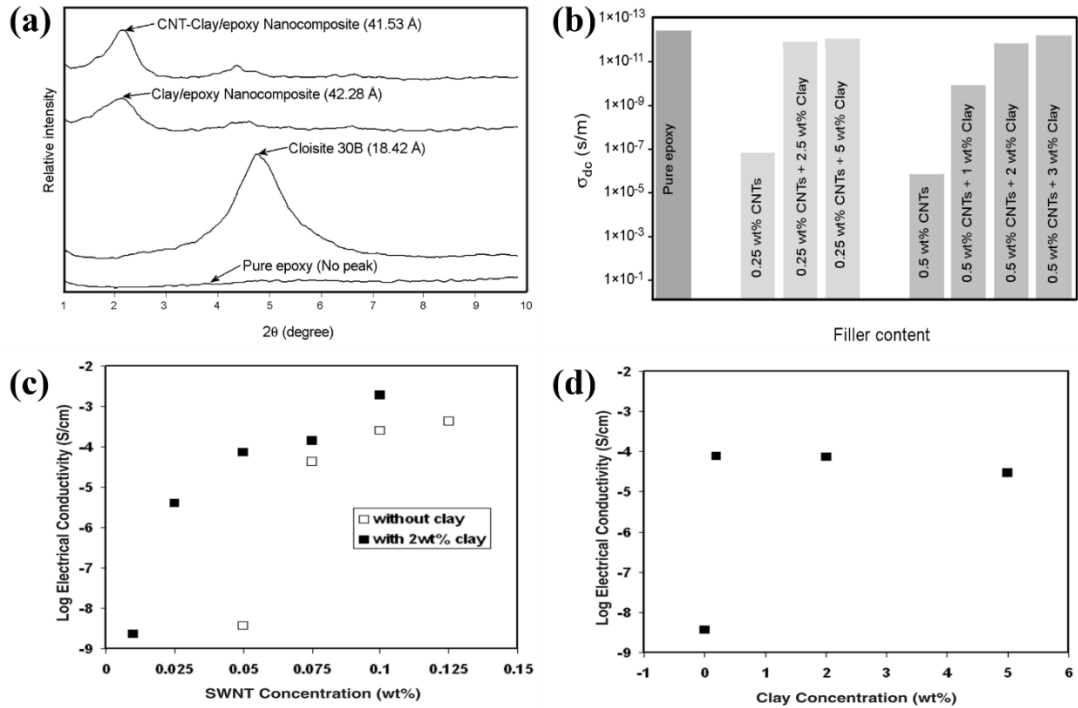 (a)
CNT-Clay/epoxy Nanocomposite (41.53 Å)
Clay/epoxy Nanocomposite (42.28 Å)
Cloisite 30B (18.42 Å)
Pure epoxy (No peak)
Relative intensity
1 2 3 4 5 6 7 8 9 10
2θ (degree)
(b)
1×10-13
1×10-11
1×10-9
1×10-7
1×10-5
1×10-3
1×10-1
σdc (s/m)
Pure epoxy
0.25 wt% CNTs
0.25 wt% CNTs + 2.5 wt% Clay
0.25 wt% CNTs + 5 wt% Clay
0.5 wt% CNTs
0.5 wt% CNTs + 1 wt% Clay
0.5 wt% CNTs + 2 wt% Clay
0.5 wt% CNTs + 3 wt% Clay
Filler content
(c)
-2
-3
-4
-5
-6
-7
-8
-9
Log Electrical Conductivity (S/cm)
without clay
with 2wt% clay
0 0.025 0.05 0.075 0.1 0.125 0.15
SWNT Concentration (wt%)
(d)
-2
-3
-4
-5
-6
-7
-8
-9
Log Electrical Conductivity (S/cm)
-1 0 1 2 3 4 5 6
Clay Concentration (wt%)